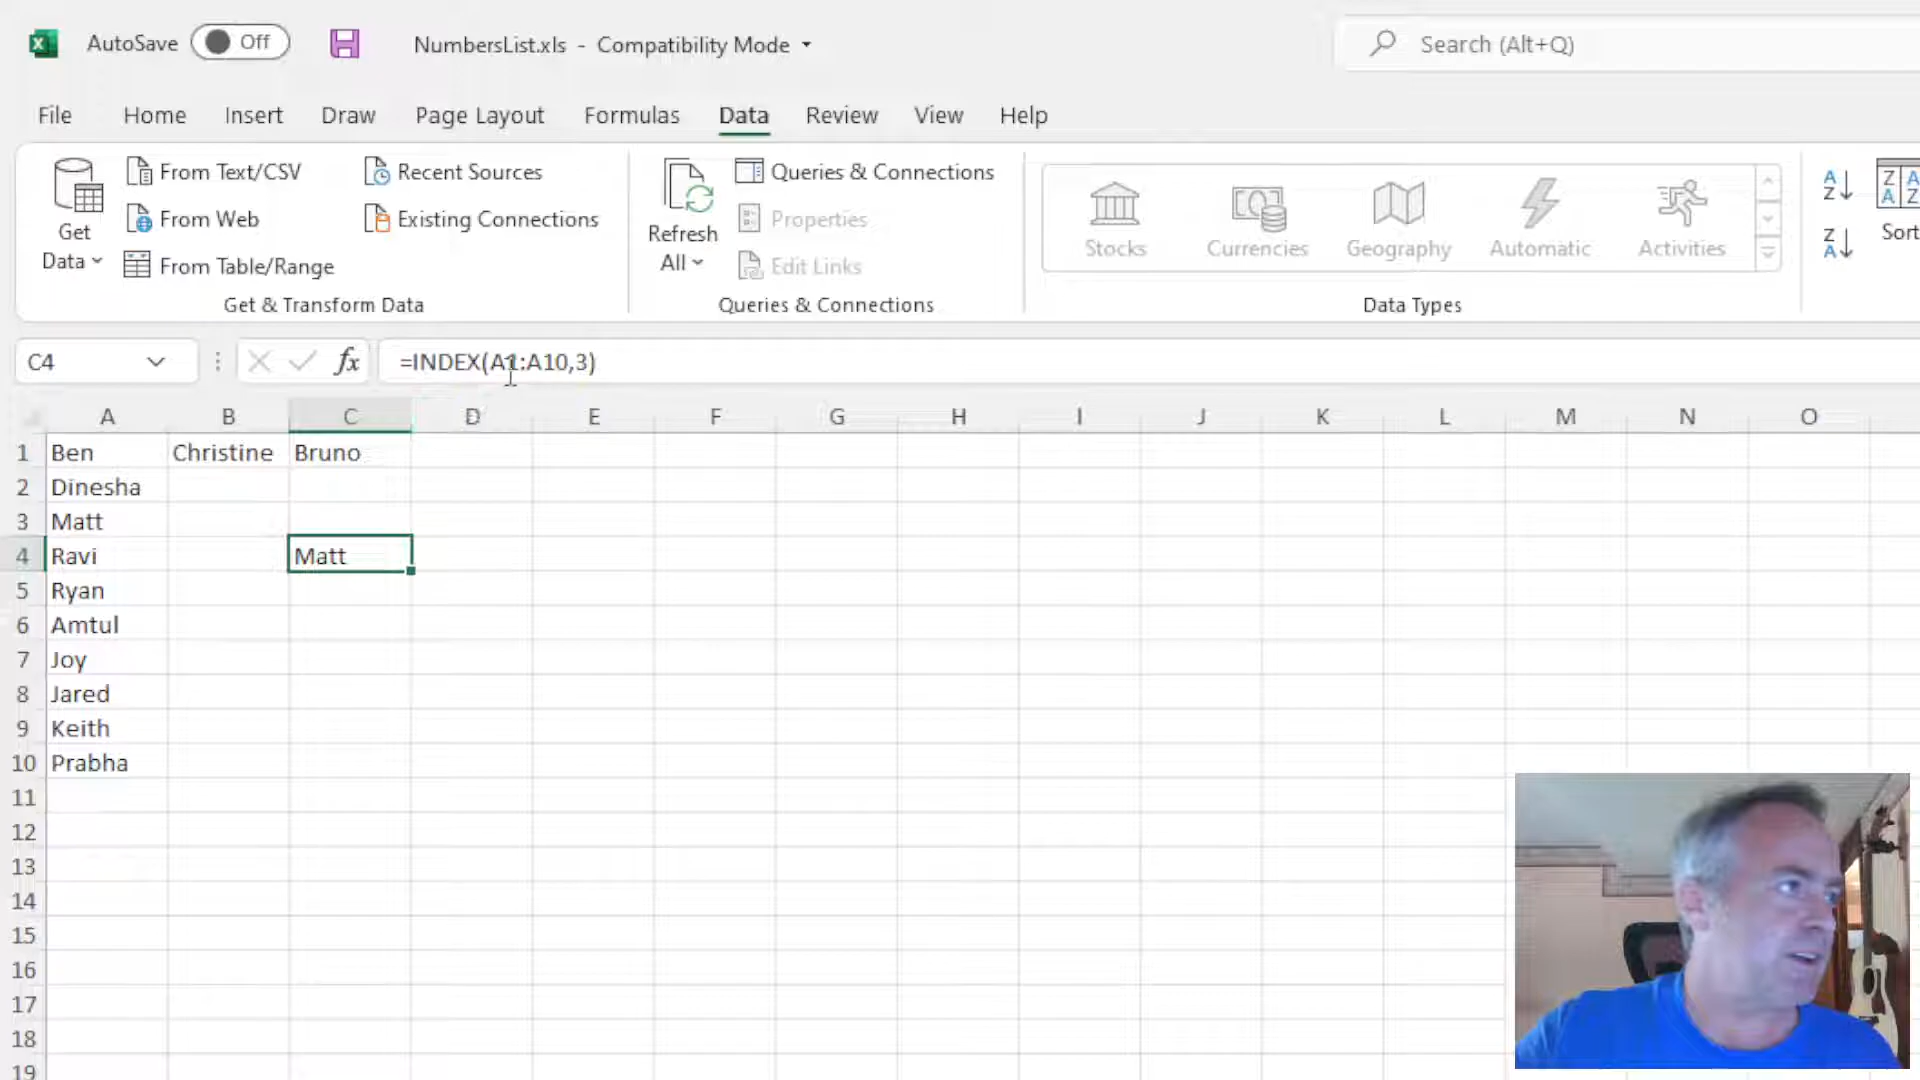 AutoSave Off NumbersList.xls - Compatibility Mode Search (Alt+Q)
File Home Insert Draw Page Layout Formulas Data Review View Help
Get Data
From Text/CSV
From Web
From Table/Range
Recent Sources
Existing Connections
Get & Transform Data
Refresh All
Queries & Connections
Properties
Edit Links
Queries & Connections
Stocks Currencies Geography Automatic Activities
Data Types
A Z
Z A
Z A A Z
Sort
C4 fx =INDEX(A1:A10,3)
A B C D E F G H I J K L M N O
1 Ben Christine Bruno
2 Dinesha
3 Matt
4 Ravi Matt
5 Ryan
6 Amtul
7 Joy
8 Jared
9 Keith
10 Prabha
11
12
13
14
15
16
17
18
19